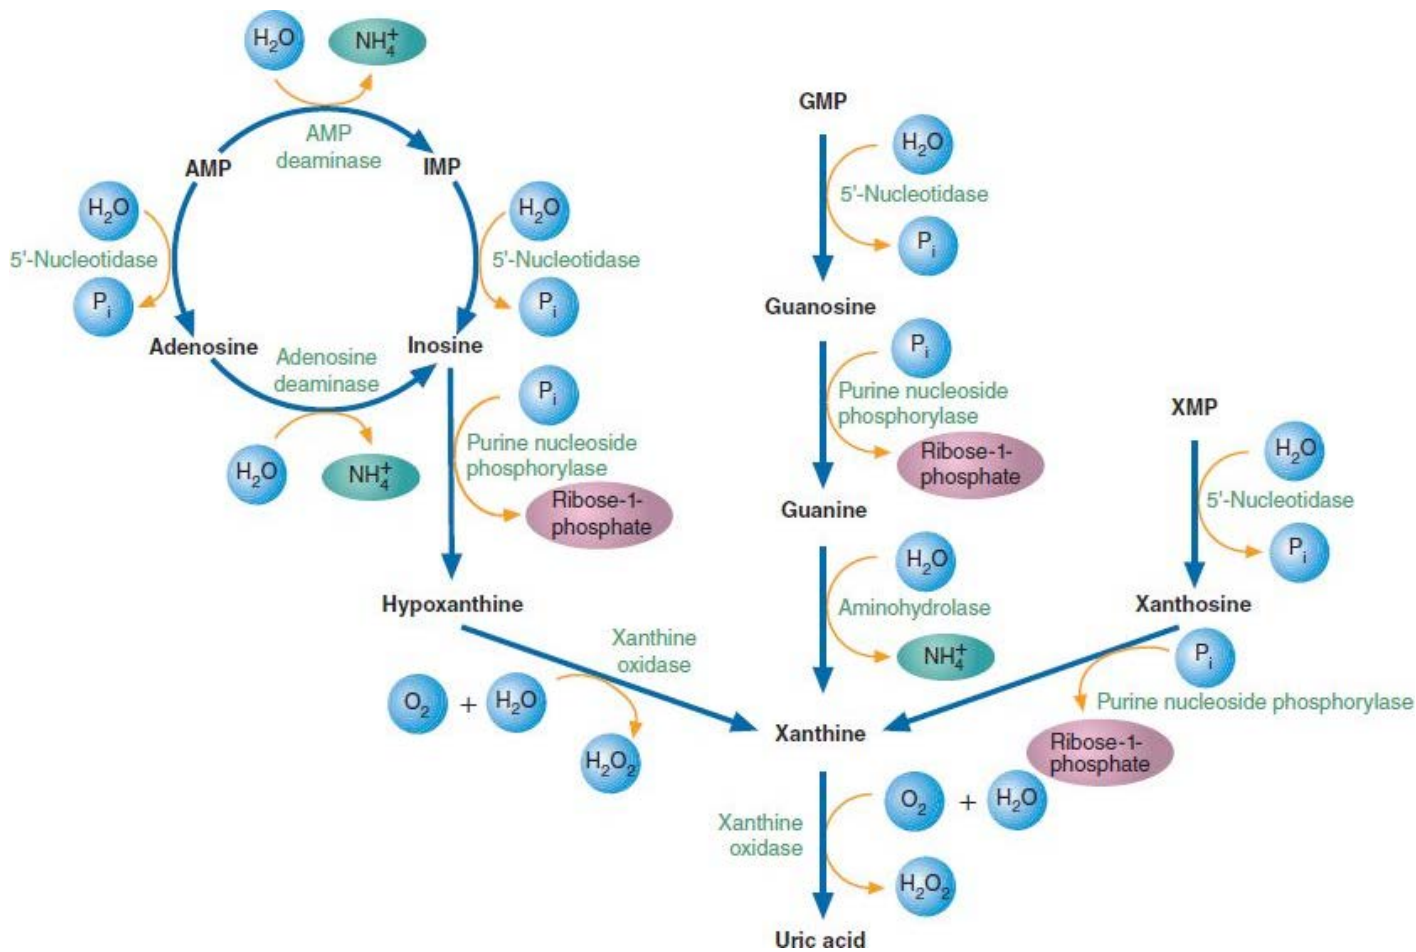 H₂O
NH₄⁺
AMP
deaminase
AMP
IMP
H₂O
5'-Nucleotidase
Pᵢ
H₂O
5'-Nucleotidase
Pᵢ
Adenosine
Inosine
Adenosine
deaminase
H₂O
NH₄⁺
Pᵢ
Purine nucleoside
phosphorylase
Ribose-1-
phosphate
Hypoxanthine
Xanthine
oxidase
O₂ + H₂O
H₂O₂
GMP
H₂O
5'-Nucleotidase
Pᵢ
Guanosine
Pᵢ
Purine nucleoside
phosphorylase
Ribose-1-
phosphate
Guanine
H₂O
Aminohydrolase
NH₄⁺
XMP
H₂O
5'-Nucleotidase
Pᵢ
Xanthosine
Pᵢ
Purine nucleoside phosphorylase
Ribose-1-
phosphate
Xanthine
O₂ + H₂O
Xanthine
oxidase
H₂O₂
Uric acid